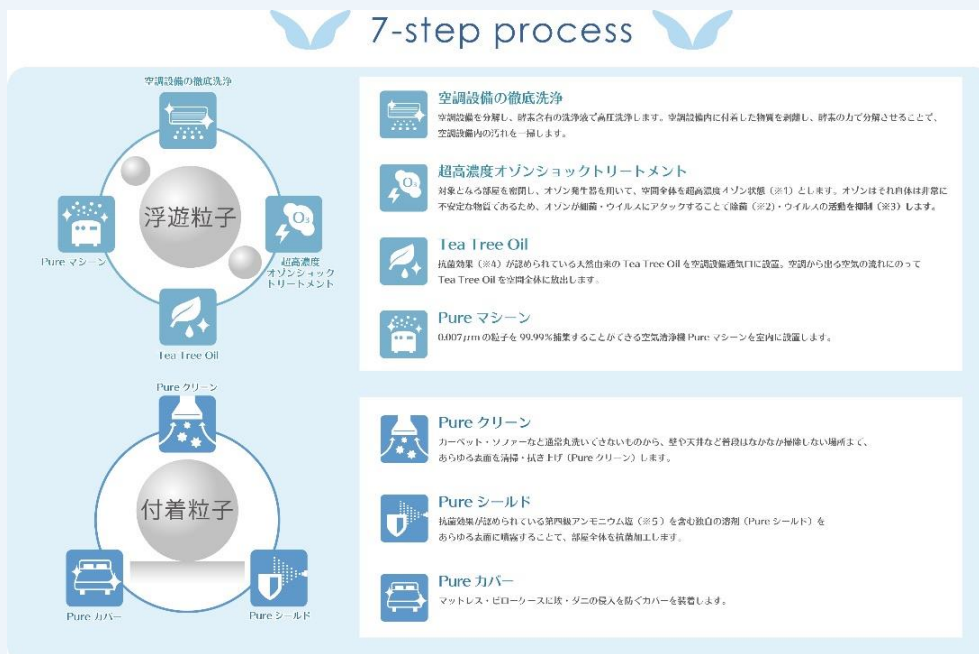 7-step process
空調設備の徹底洗浄
浮遊粒子
Pure マシーン
超高濃度
オゾンショック
トリートメント
Tea Tree Oil
空調設備の徹底洗浄
空調設備を分解し、酵素含有の洗浄液で高圧洗浄します。空調設備内に付着した物質を剥離し、酵素の力で分解させることで、
空調設備内の汚れを一掃します。
超高濃度オゾンショックトリートメント
対象となる部屋を密閉し、オゾン発生器を用いて、空間全体を超高濃度オゾン状態（※1）とします。オゾンはそれ自体は非常に
不安定な物質であるため、オゾンが細菌・ウイルスにアタックすることで除菌（※2）・ウイルスの活動を抑制（※3）します。
Tea Tree Oil
抗菌効果（※4）が認められている天然由来の Tea Tree Oil を空調設備通気口に設置。空調から出る空気の流れにのって
Tea Tree Oil を空間全体に放出します。
Pure マシーン
0.007μm の粒子を 99.99% 捕集することができる空気清浄機 Pure マシーンを室内に設置します。
Pure クリーン
付着粒子
Pure カバー
Pure シールド
Pure クリーン
カーペット・ソファーなど通常丸洗いできないものから、壁や天井など普段はなかなか掃除しない場所まで、
あらゆる表面を清掃・拭き上げ（Pure クリーン）します。
Pure シールド
抗菌効果が認められている第四級アンモニウム塩（※5）を含む独自の溶剤（Pure シールド）を
あらゆる表面に噴霧することで、部屋全体を抗菌加工します。
Pure カバー
マットレス・ピローケースに埃・ダニの侵入を防ぐカバーを装着します。